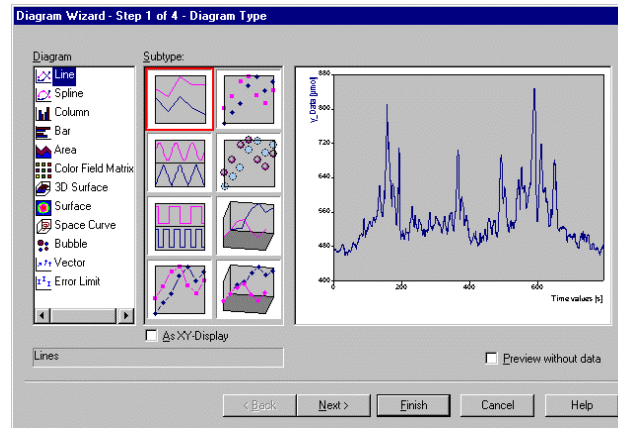 Diagram Wizard - Step 1 of 4 - Diagram Type
Diagram
Subtype:
Line
Spline
Column
Bar
Area
Color Field Matrix
3D Surface
Surface
Space Curve
Bubble
Vector
Error Limit
As XY-Display
Lines
Y_Data [µmol]
880
800
720
640
560
480
400
0
200
400
600
Time values [s]
Preview without data
< Back
Next >
Finish
Cancel
Help